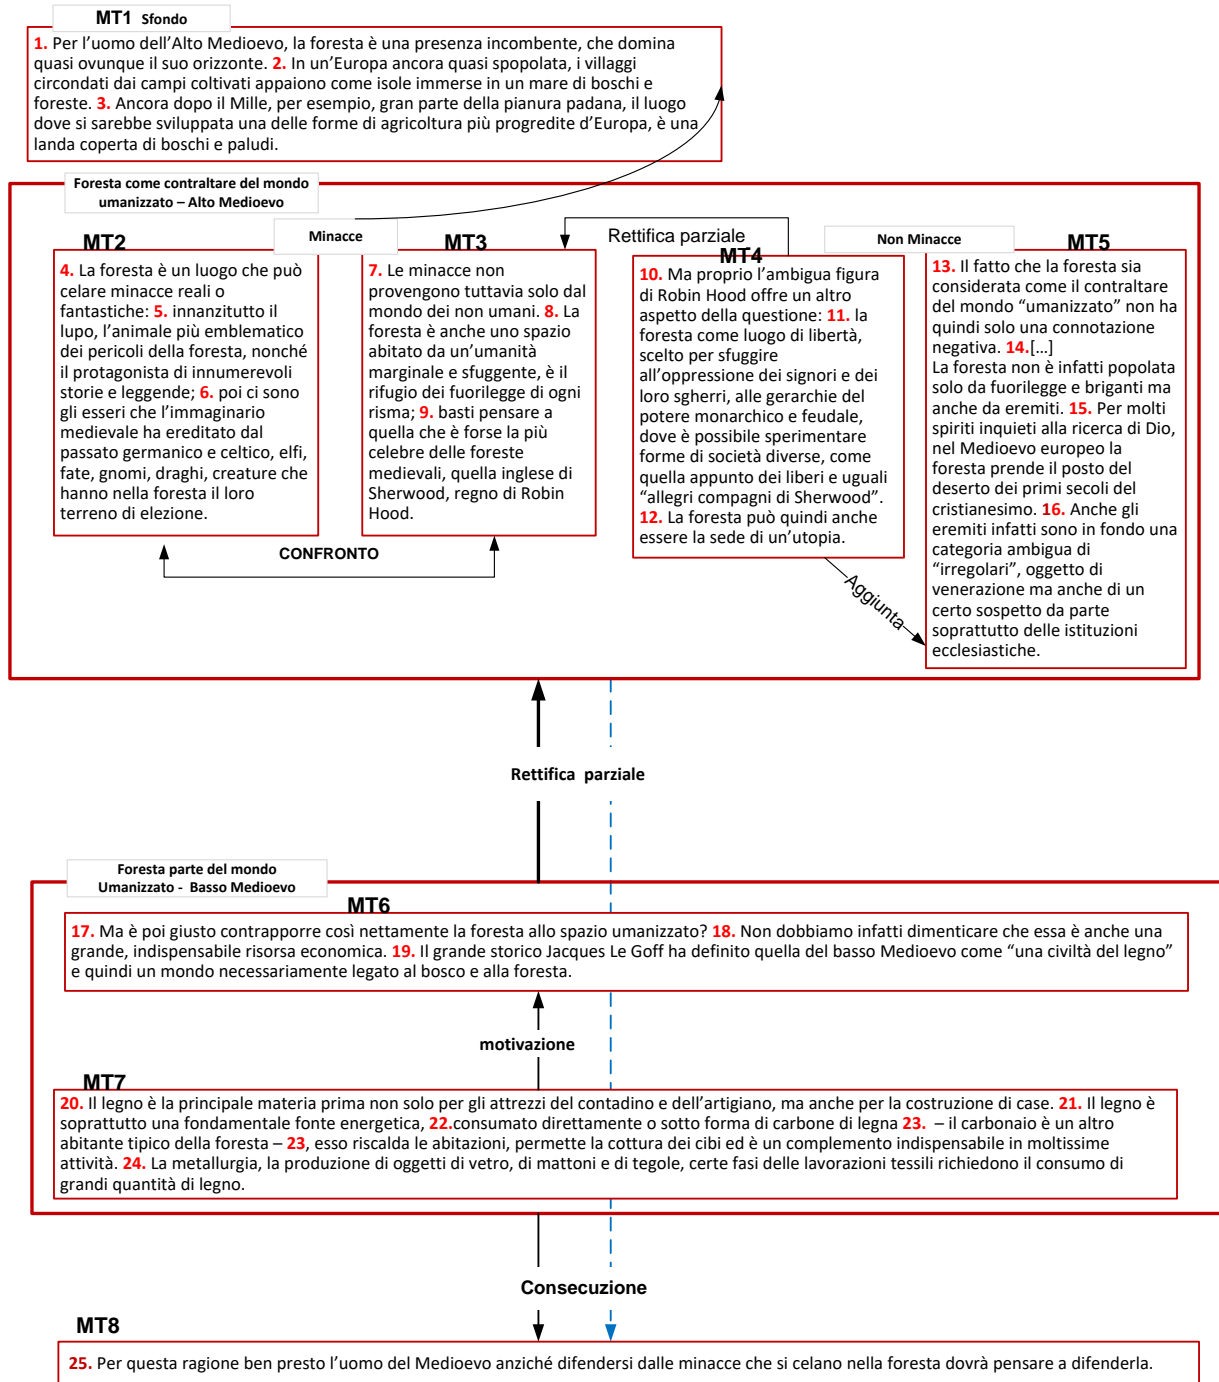 MT1 Sfondo
1. Per l’uomo dell’Alto Medioevo, la foresta è una presenza incombente, che domina
quasi ovunque il suo orizzonte. 2. In un’Europa ancora quasi spopolata, i villaggi
circondati dai campi coltivati appaiono come isole immerse in un mare di boschi e
foreste. 3. Ancora dopo il Mille, per esempio, gran parte della pianura padana, il luogo
dove si sarebbe sviluppata una delle forme di agricoltura più progredite d’Europa, è una
landa coperta di boschi e paludi.
Foresta come contraltare del mondo
umanizzato – Alto Medioevo
Minacce
MT2
4. La foresta è un luogo che può
celare minacce reali o
fantastiche: 5. innanzitutto il
lupo, l’animale più emblematico
dei pericoli della foresta, nonché
il protagonista di innumerevoli
storie e leggende; 6. poi ci sono
gli esseri che l’immaginario
medievale ha ereditato dal
passato germanico e celtico, elfi,
fate, gnomi, draghi, creature che
hanno nella foresta il loro
terreno di elezione.
MT3
7. Le minacce non
provengono tuttavia solo dal
mondo dei non umani. 8. La
foresta è anche uno spazio
abitato da un’umanità
marginale e sfuggente, è il
rifugio dei fuorilegge di ogni
risma; 9. basti pensare a
quella che è forse la più
celebre delle foreste
medievali, quella inglese di
Sherwood, regno di Robin
Hood.
CONFRONTO
Rettifica parziale
Non Minacce
MT4
10. Ma proprio l’ambigua figura
di Robin Hood offre un altro
aspetto della questione: 11. la
foresta come luogo di libertà,
scelto per sfuggire
all’oppressione dei signori e dei
loro sgherri, alle gerarchie del
potere monarchico e feudale,
dove è possibile sperimentare
forme di società diverse, come
quella appunto dei liberi e uguali
“allegri compagni di Sherwood”.
12. La foresta può quindi anche
essere la sede di un’utopia.
Aggiunta
MT5
13. Il fatto che la foresta sia
considerata come il contraltare
del mondo “umanizzato” non ha
quindi solo una connotazione
negativa. 14.[…]
La foresta non è infatti popolata
solo da fuorilegge e briganti ma
anche da eremiti. 15. Per molti
spiriti inquieti alla ricerca di Dio,
nel Medioevo europeo la
foresta prende il posto del
deserto dei primi secoli del
cristianesimo. 16. Anche gli
eremiti infatti sono in fondo una
categoria ambigua di
“irregolari”, oggetto di
venerazione ma anche di un
certo sospetto da parte
soprattutto delle istituzioni
ecclesiastiche.
Rettifica parziale
Foresta parte del mondo
Umanizzato - Basso Medioevo
MT6
17. Ma è poi giusto contrapporre così nettamente la foresta allo spazio umanizzato? 18. Non dobbiamo infatti dimenticare che essa è anche una
grande, indispensabile risorsa economica. 19. Il grande storico Jacques Le Goff ha definito quella del basso Medioevo come “una civiltà del legno”
e quindi un mondo necessariamente legato al bosco e alla foresta.
motivazione
MT7
20. Il legno è la principale materia prima non solo per gli attrezzi del contadino e dell’artigiano, ma anche per la costruzione di case. 21. Il legno è
soprattutto una fondamentale fonte energetica, 22.consumato direttamente o sotto forma di carbone di legna 23. – il carbonaio è un altro
abitante tipico della foresta – 23, esso riscalda le abitazioni, permette la cottura dei cibi ed è un complemento indispensabile in moltissime
attività. 24. La metallurgia, la produzione di oggetti di vetro, di mattoni e di tegole, certe fasi delle lavorazioni tessili richiedono il consumo di
grandi quantità di legno.
Consecuzione
MT8
25. Per questa ragione ben presto l’uomo del Medioevo anziché difendersi dalle minacce che si celano nella foresta dovrà pensare a difenderla.